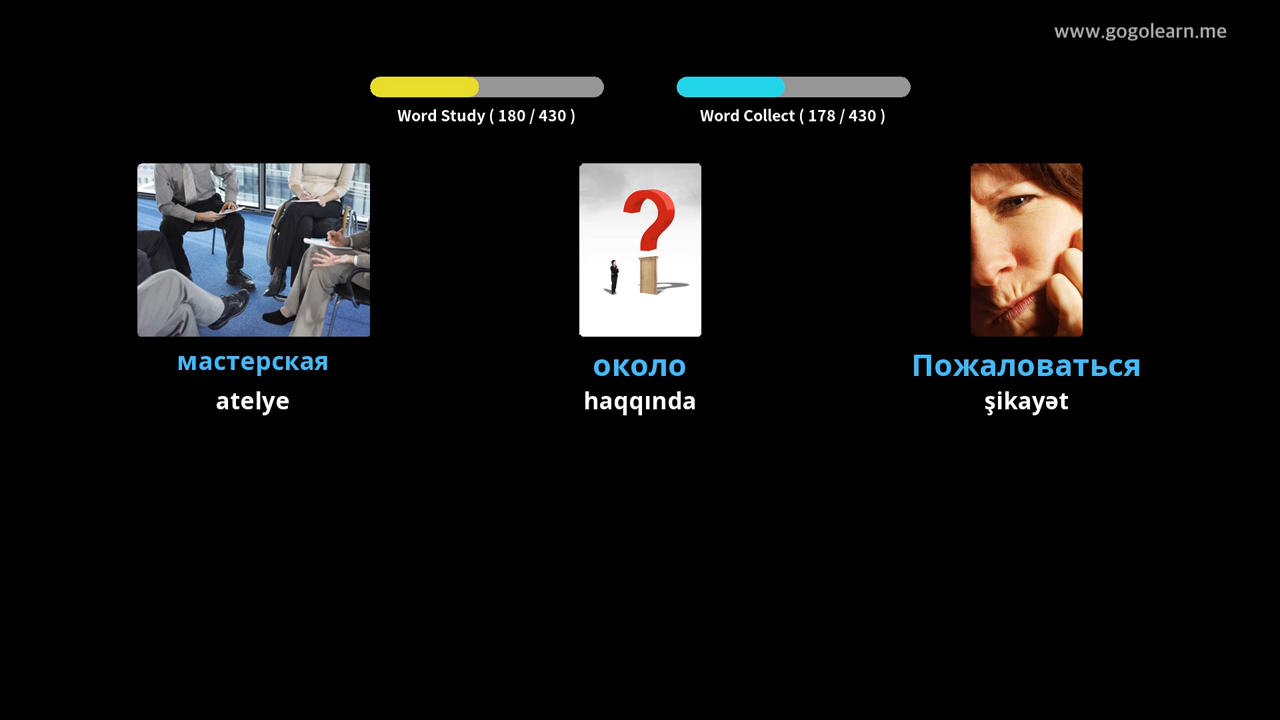 www.gogolearn.me
Word Study ( 180 / 430 )
Word Collect ( 178 / 430 )
мастерская
atelye
около
haqqında
Пожаловаться
şikayət